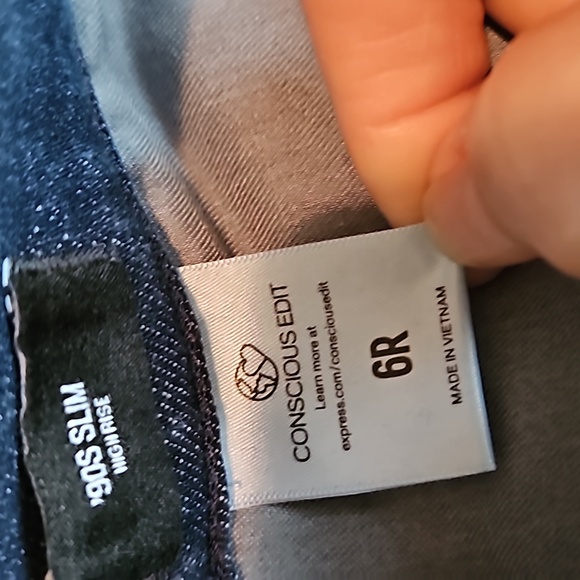 '90S SLIM
HIGH RISE
CONSCIOUS EDIT
Learn more at
express.com/consciousedit
6R
MADE IN VIETNAM